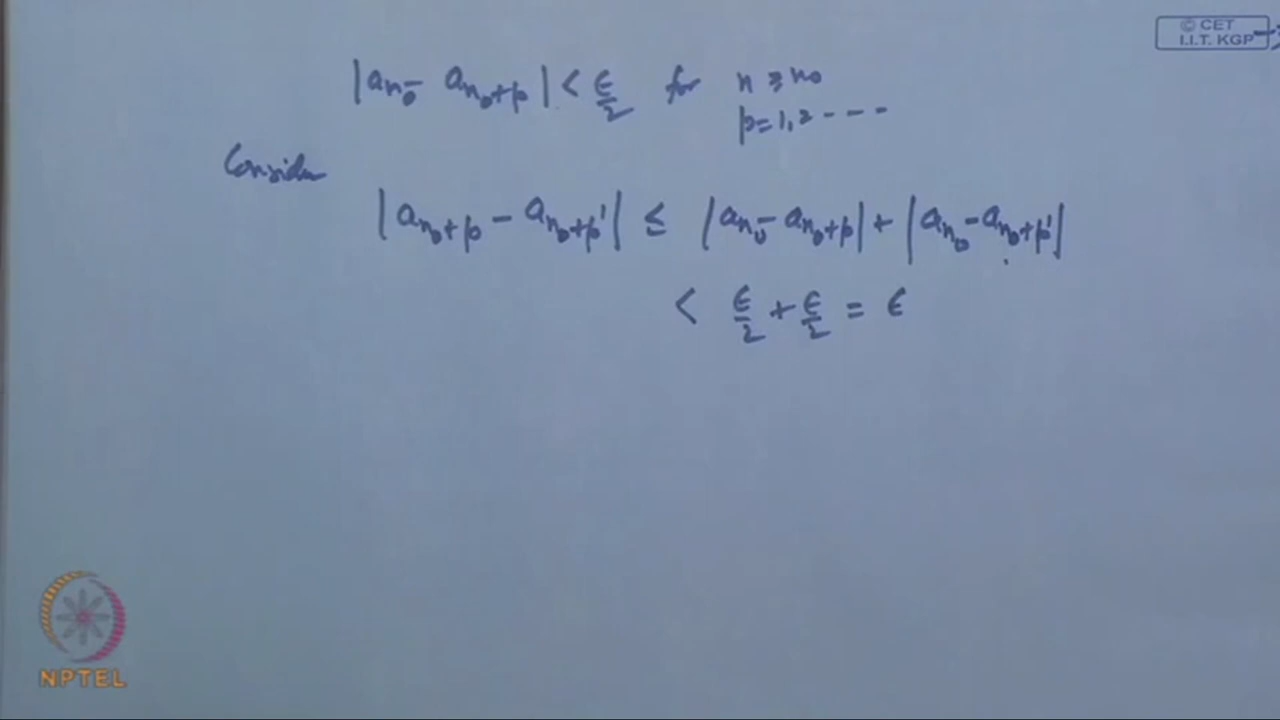 © CET
I.I.T. KGP
|a_{n_0} - a_{n_0+p}| < ε/2 for n ≥ n_0
p = 1, 2 - - - -
Consider
|a_{n_0+p} - a_{n_0+p'}| ≤ |a_{n_0} - a_{n_0+p}| + |a_{n_0} - a_{n_0+p'}|
< ε/2 + ε/2 = ε
NPTEL